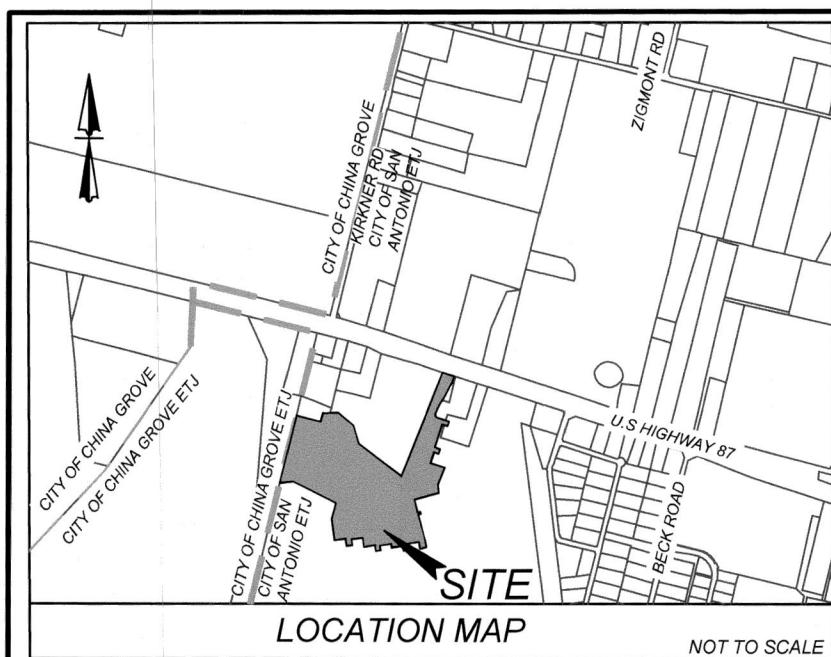 ZIGMONT RD
CITY OF CHINA GROVE
KIRKNER RD
CITY OF SAN
ANTONIO ETJ
CITY OF CHINA GROVE
CITY OF CHINA GROVE ETJ
CITY OF CHINA GROVE ETJ
CITY OF SAN
ANTONIO ETJ
U.S HIGHWAY 87
BECK ROAD
SITE
LOCATION MAP
NOT TO SCALE